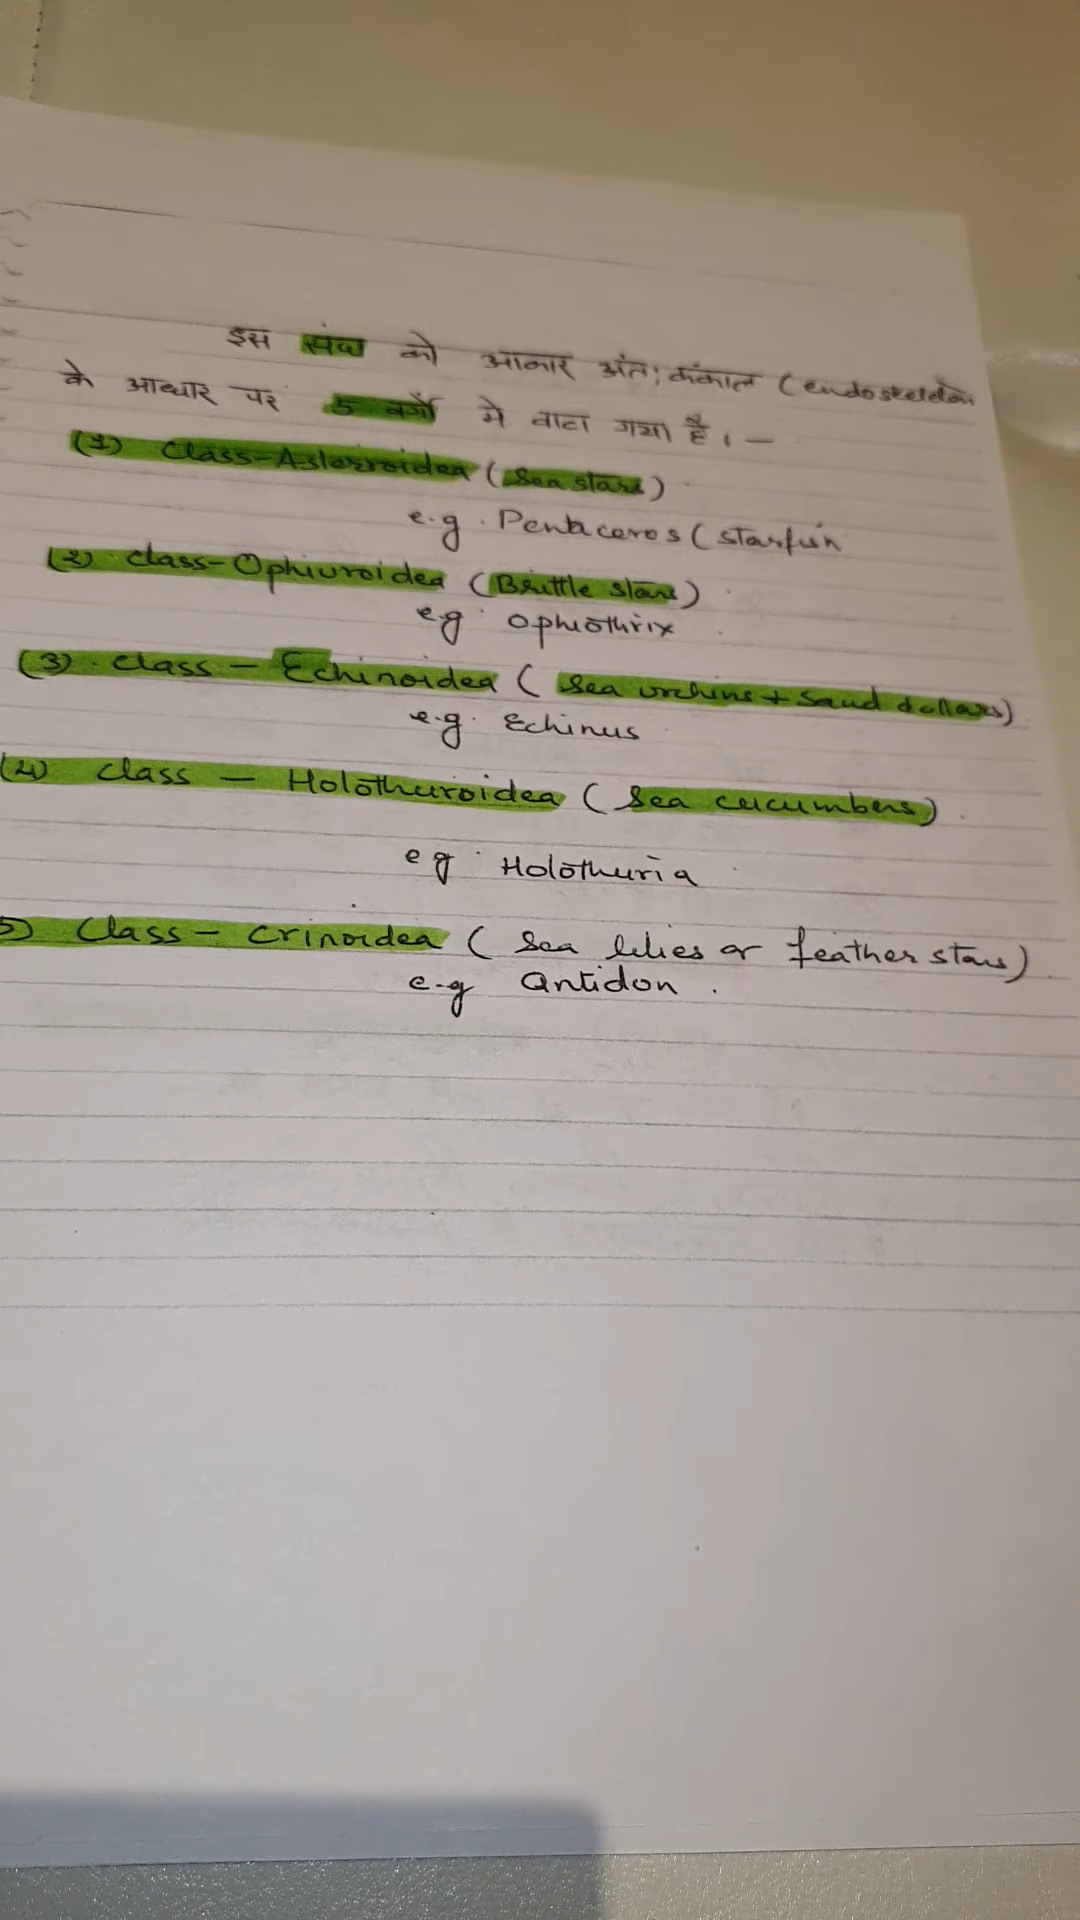 इस संघ को आकार अंत: कंकाल (endoskeleton
के आधार पर 5 वर्गो मे बाटा गया है। -
(1) Class-Asteroidea (Sea stars)
e.g. Pentaceros (starfish
(2) class-Ophiuroidea (Brittle stars)
e.g. ophiothrix
(3). class - Echinoidea (Sea urchins + Sand dollars)
e.g. Echinus
(4) class - Holothuroidea (Sea cucumbers)
eg. Holothuria
5) Class - Crinoidea (Sea lilies or feather stars)
e.g Antidon.